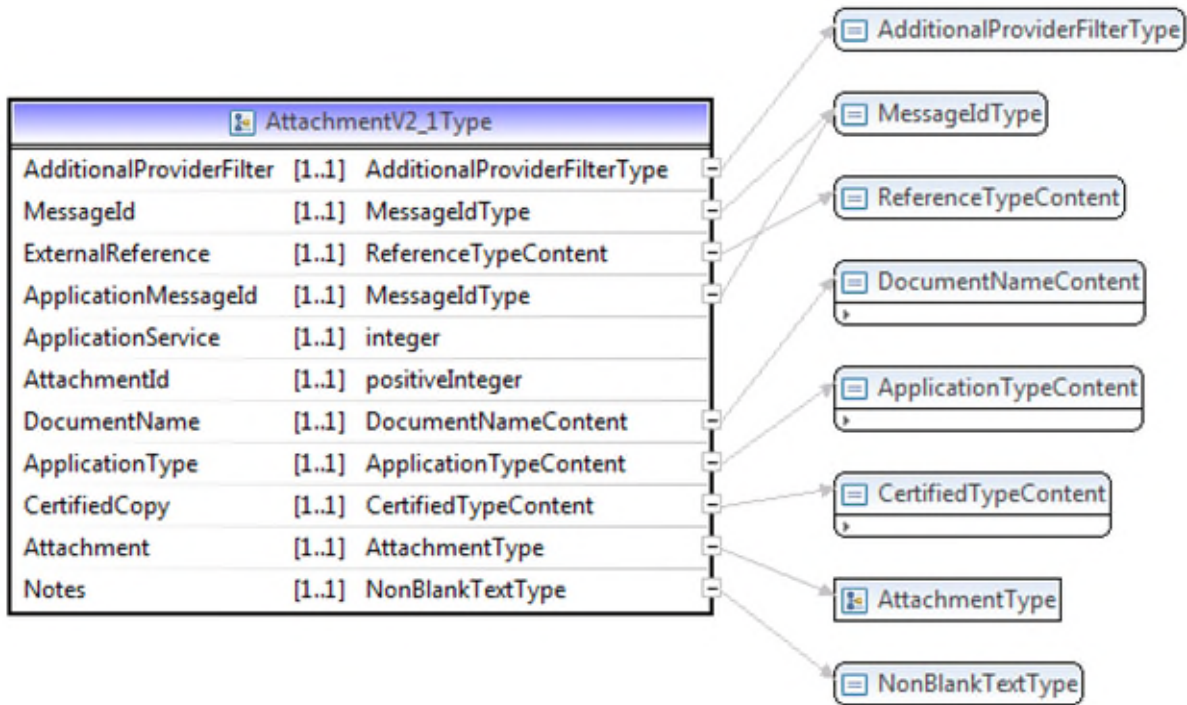 AttachmentV2_1Type
AdditionalProviderFilter [1..1] AdditionalProviderFilterType
MessageId [1..1] MessageIdType
ExternalReference [1..1] ReferenceTypeContent
ApplicationMessageId [1..1] MessageIdType
ApplicationService [1..1] integer
AttachmentId [1..1] positiveInteger
DocumentName [1..1] DocumentNameContent
ApplicationType [1..1] ApplicationTypeContent
CertifiedCopy [1..1] CertifiedTypeContent
Attachment [1..1] AttachmentType
Notes [1..1] NonBlankTextType
AdditionalProviderFilterType
MessageIdType
ReferenceTypeContent
DocumentNameContent
ApplicationTypeContent
CertifiedTypeContent
AttachmentType
NonBlankTextType